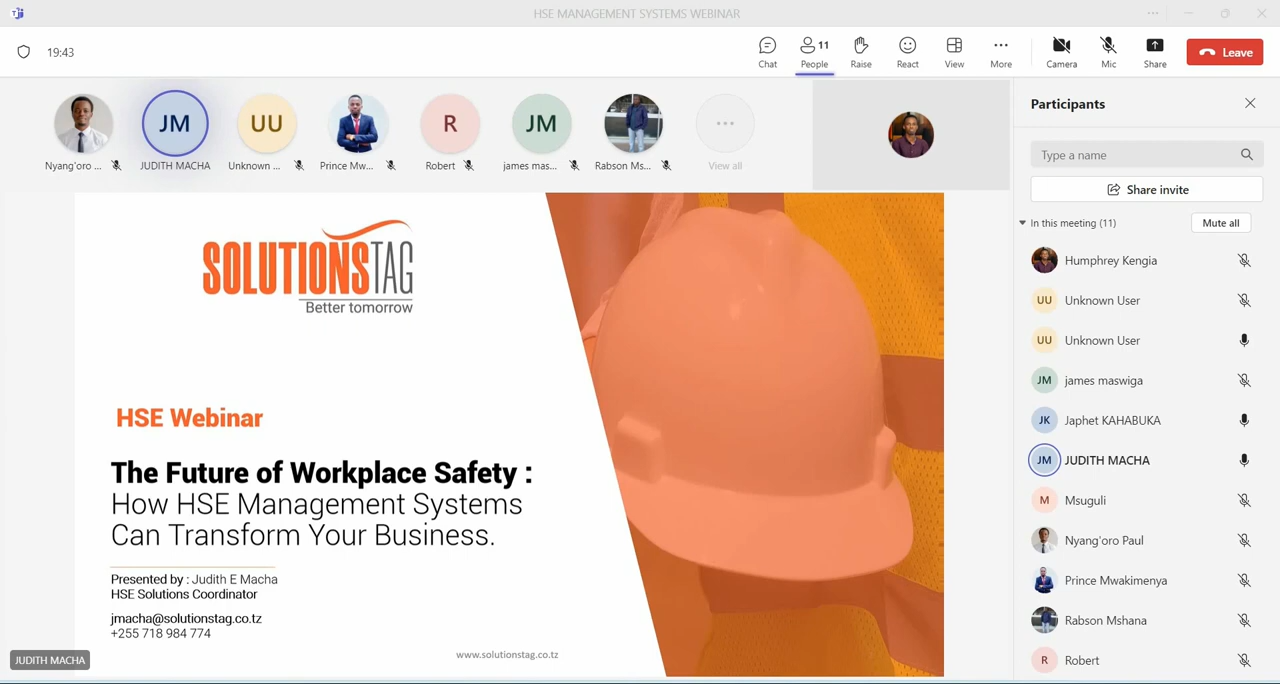 HSE MANAGEMENT SYSTEMS WEBINAR
19:43
Chat
11
People
Raise
React
View
More
Camera
Mic
Share
Leave
Nyang'oro ...
JM
JUDITH MACHA
UU
Unknown ...
Prince Mw...
R
Robert
JM
james mas...
Rabson Ms...
View all
SOLUTIONSTAG
Better tomorrow
HSE Webinar
The Future of Workplace Safety :
How HSE Management Systems
Can Transform Your Business.
Presented by : Judith E Macha
HSE Solutions Coordinator
jmacha@solutionstag.co.tz
+255 718 984 774
www.solutionstag.co.tz
JUDITH MACHA
Participants
Type a name
Share invite
In this meeting (11)
Mute all
Humphrey Kengia
UU Unknown User
UU Unknown User
JM james maswiga
JK Japhet KAHABUKA
JM JUDITH MACHA
M Msuguli
Nyang'oro Paul
Prince Mwakimenya
Rabson Mshana
R Robert